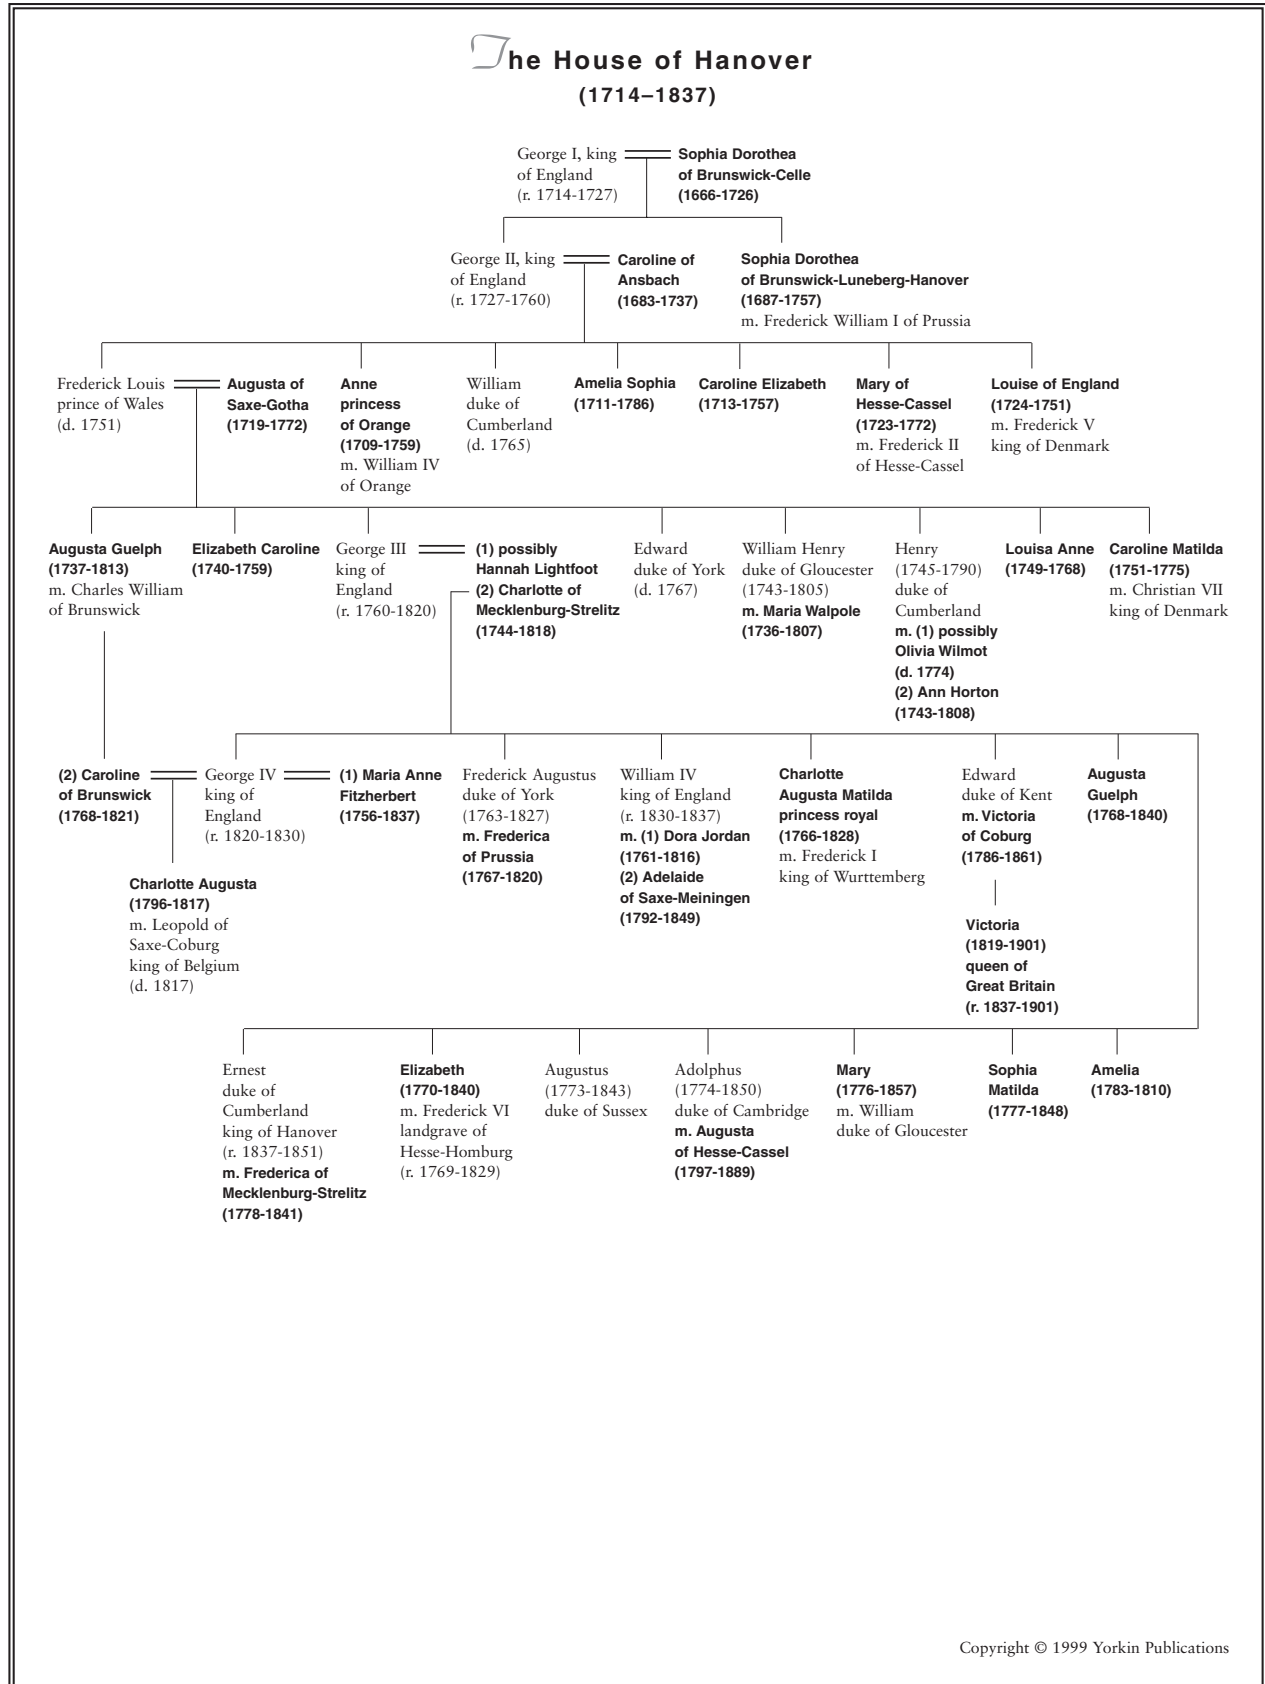 The House of Hanover
(1714–1837)
George I, king
of England
(r. 1714-1727)
Sophia Dorothea
of Brunswick-Celle
(1666-1726)
George II, king
of England
(r. 1727-1760)
Caroline of
Ansbach
(1683-1737)
Sophia Dorothea
of Brunswick-Luneberg-Hanover
(1687-1757)
m. Frederick William I of Prussia
Frederick Louis
prince of Wales
(d. 1751)
Augusta of
Saxe-Gotha
(1719-1772)
Anne
princess
of Orange
(1709-1759)
m. William IV
of Orange
William
duke of
Cumberland
(d. 1765)
Amelia Sophia
(1711-1786)
Caroline Elizabeth
(1713-1757)
Mary of
Hesse-Cassel
(1723-1772)
m. Frederick II
of Hesse-Cassel
Louise of England
(1724-1751)
m. Frederick V
king of Denmark
Augusta Guelph
(1737-1813)
m. Charles William
of Brunswick
Elizabeth Caroline
(1740-1759)
George III
king of
England
(r. 1760-1820)
(1) possibly
Hannah Lightfoot
(2) Charlotte of
Mecklenburg-Strelitz
(1744-1818)
Edward
duke of York
(d. 1767)
William Henry
duke of Gloucester
(1743-1805)
m. Maria Walpole
(1736-1807)
Henry
(1745-1790)
duke of
Cumberland
m. (1) possibly
Olivia Wilmot
(d. 1774)
(2) Ann Horton
(1743-1808)
Louisa Anne
(1749-1768)
Caroline Matilda
(1751-1775)
m. Christian VII
king of Denmark
(2) Caroline
of Brunswick
(1768-1821)
George IV
king of
England
(r. 1820-1830)
(1) Maria Anne
Fitzherbert
(1756-1837)
Frederick Augustus
duke of York
(1763-1827)
m. Frederica
of Prussia
(1767-1820)
William IV
king of England
(r. 1830-1837)
m. (1) Dora Jordan
(1761-1816)
(2) Adelaide
of Saxe-Meiningen
(1792-1849)
Charlotte
Augusta Matilda
princess royal
(1766-1828)
m. Frederick I
king of Wurttemberg
Edward
duke of Kent
m. Victoria
of Coburg
(1786-1861)
Augusta
Guelph
(1768-1840)
Charlotte Augusta
(1796-1817)
m. Leopold of
Saxe-Coburg
king of Belgium
(d. 1817)
Victoria
(1819-1901)
queen of
Great Britain
(r. 1837-1901)
Ernest
duke of
Cumberland
king of Hanover
(r. 1837-1851)
m. Frederica of
Mecklenburg-Strelitz
(1778-1841)
Elizabeth
(1770-1840)
m. Frederick VI
landgrave of
Hesse-Homburg
(r. 1769-1829)
Augustus
(1773-1843)
duke of Sussex
Adolphus
(1774-1850)
duke of Cambridge
m. Augusta
of Hesse-Cassel
(1797-1889)
Mary
(1776-1857)
m. William
duke of Gloucester
Sophia
Matilda
(1777-1848)
Amelia
(1783-1810)
Copyright © 1999 Yorkin Publications